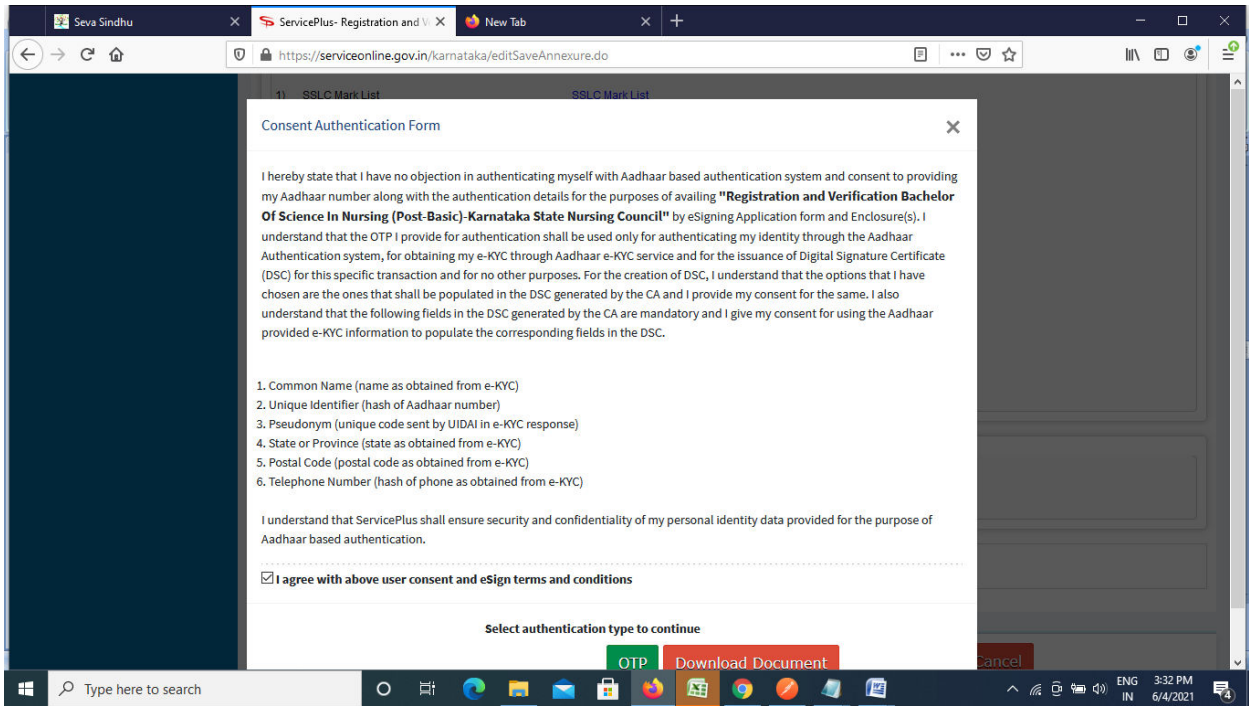 Seva Sindhu
ServicePlus- Registration and V
New Tab
https://serviceonline.gov.in/karnataka/editSaveAnnexure.do
1) SSLC Mark List SSLC Mark List
Consent Authentication Form
I hereby state that I have no objection in authenticating myself with Aadhaar based authentication system and consent to providing
my Aadhaar number along with the authentication details for the purposes of availing "Registration and Verification Bachelor
Of Science In Nursing (Post-Basic)-Karnataka State Nursing Council" by eSigning Application form and Enclosure(s). I
understand that the OTP I provide for authentication shall be used only for authenticating my identity through the Aadhaar
Authentication system, for obtaining my e-KYC through Aadhaar e-KYC service and for the issuance of Digital Signature Certificate
(DSC) for this specific transaction and for no other purposes. For the creation of DSC, I understand that the options that I have
chosen are the ones that shall be populated in the DSC generated by the CA and I provide my consent for the same. I also
understand that the following fields in the DSC generated by the CA are mandatory and I give my consent for using the Aadhaar
provided e-KYC information to populate the corresponding fields in the DSC.
1. Common Name (name as obtained from e-KYC)
2. Unique Identifier (hash of Aadhaar number)
3. Pseudonym (unique code sent by UIDAI in e-KYC response)
4. State or Province (state as obtained from e-KYC)
5. Postal Code (postal code as obtained from e-KYC)
6. Telephone Number (hash of phone as obtained from e-KYC)
I understand that ServicePlus shall ensure security and confidentiality of my personal identity data provided for the purpose of
Aadhaar based authentication.
I agree with above user consent and eSign terms and conditions
Select authentication type to continue
OTP Download Document Cancel
Type here to search
ENG 3:32 PM
IN 6/4/2021
4